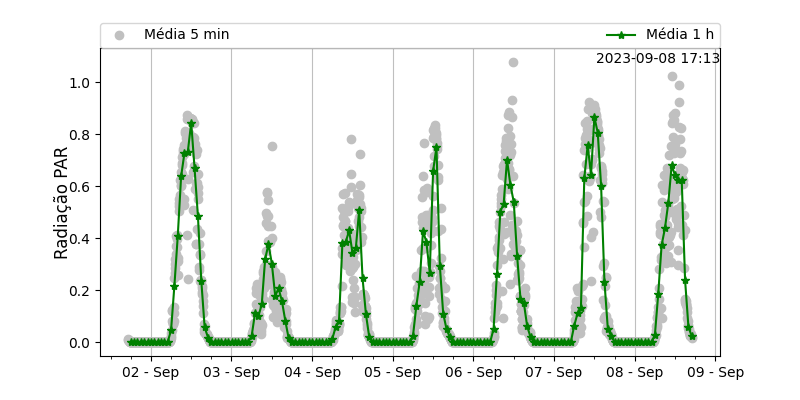 Média 5 min
Média 1 h
2023-09-08 17:13
Radiação PAR
1.0
0.8
0.6
0.4
0.2
0.0
02 - Sep
03 - Sep
04 - Sep
05 - Sep
06 - Sep
07 - Sep
08 - Sep
09 - Sep